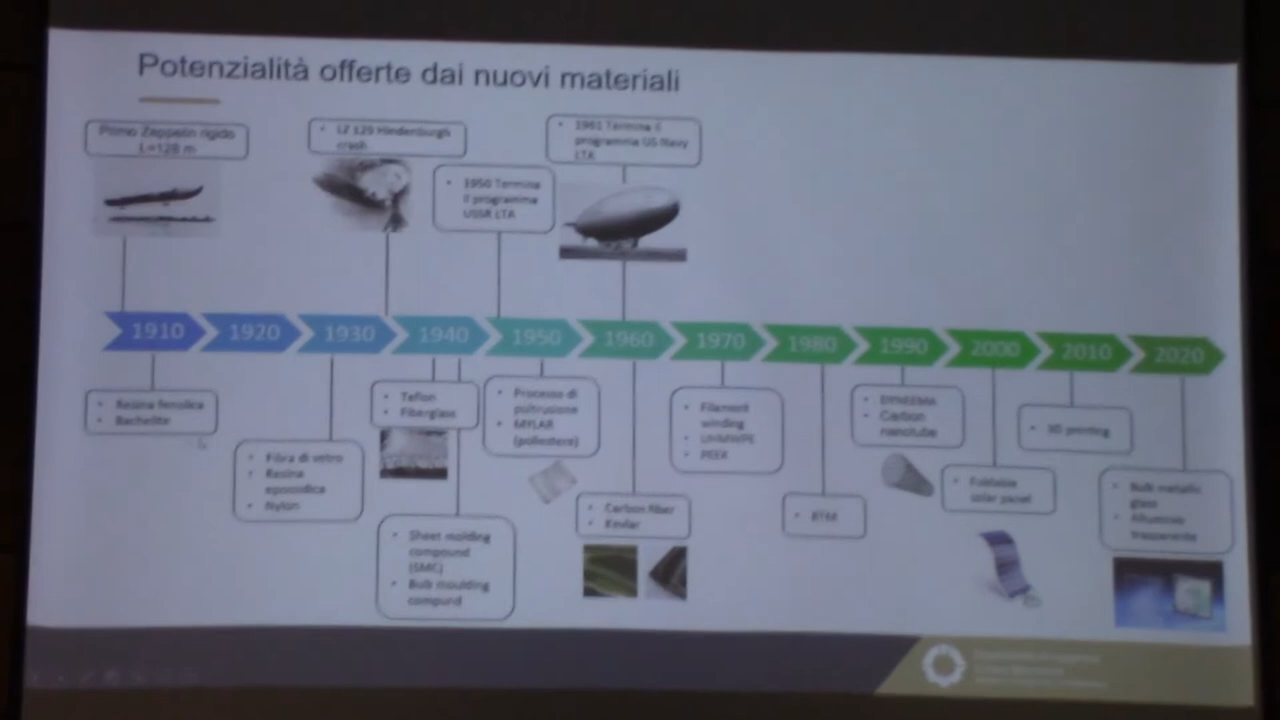 Potenzialità offerte dai nuovi materiali
Primo Zeppelin rigido
L=128 m
• LZ 129 Hindenburgh
crash
• 1950 Termina
il programma
USSR LTA
• 1961 Termina il
programma US Navy
LTA
1910
1920
1930
1940
1950
1960
1970
1980
1990
2000
2010
2020
• Resina fenolica
• Bachelite
• Fibra di vetro
• Resina
epossidica
• Nylon
• Teflon
• Fiberglass
• Sheet molding
compound
(SMC)
• Bulk moulding
compund
• Processo di
pultrusione
• MYLAR
(poliestere)
• Carbon fiber
• Kevlar
• Filament
winding
• UHMWPE
• PEEK
• RTM
• DYNEEMA
• Carbon
nanotube
• Foldable
solar panel
• 3D printing
• Bulk metallic
glass
• Alluminio
trasparente